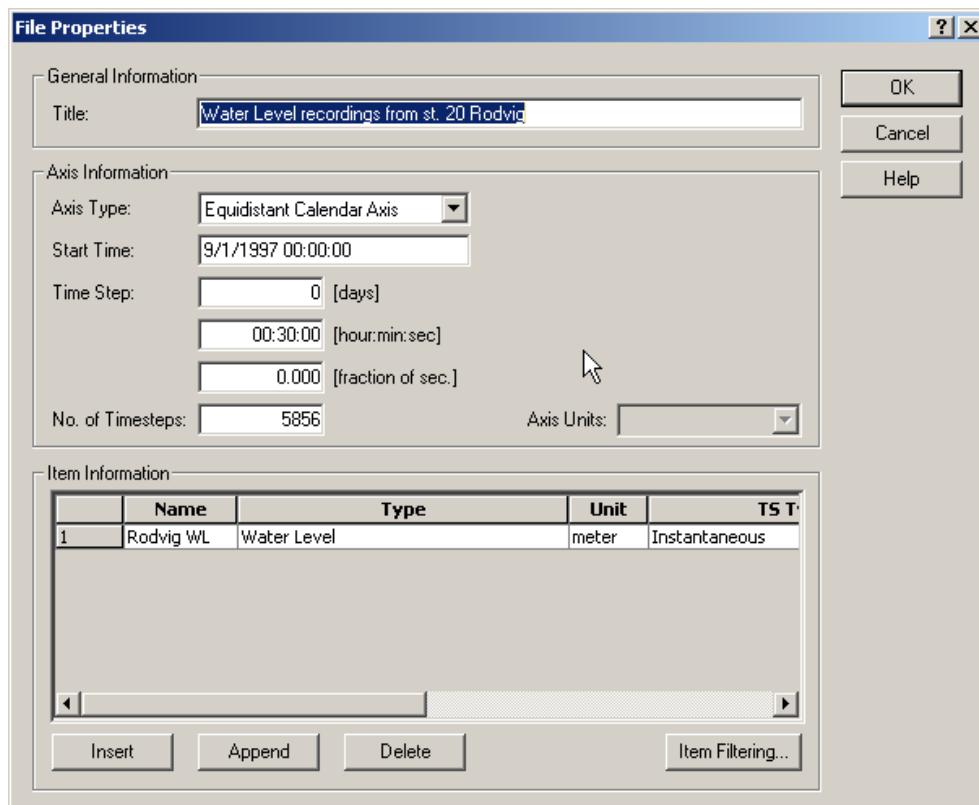 File Properties
General Information
Title: Water Level recordings from st. 20 Rodvig
OK
Cancel
Help
Axis Information
Axis Type: Equidistant Calendar Axis
Start Time: 9/1/1997 00:00:00
Time Step: 0 [days]
00:30:00 [hour:min:sec]
0.000 [fraction of sec.]
No. of Timesteps: 5856 Axis Units:
Item Information
Name Type Unit TS
1 Rodvig WL Water Level meter Instantaneous
Insert Append Delete Item Filtering...